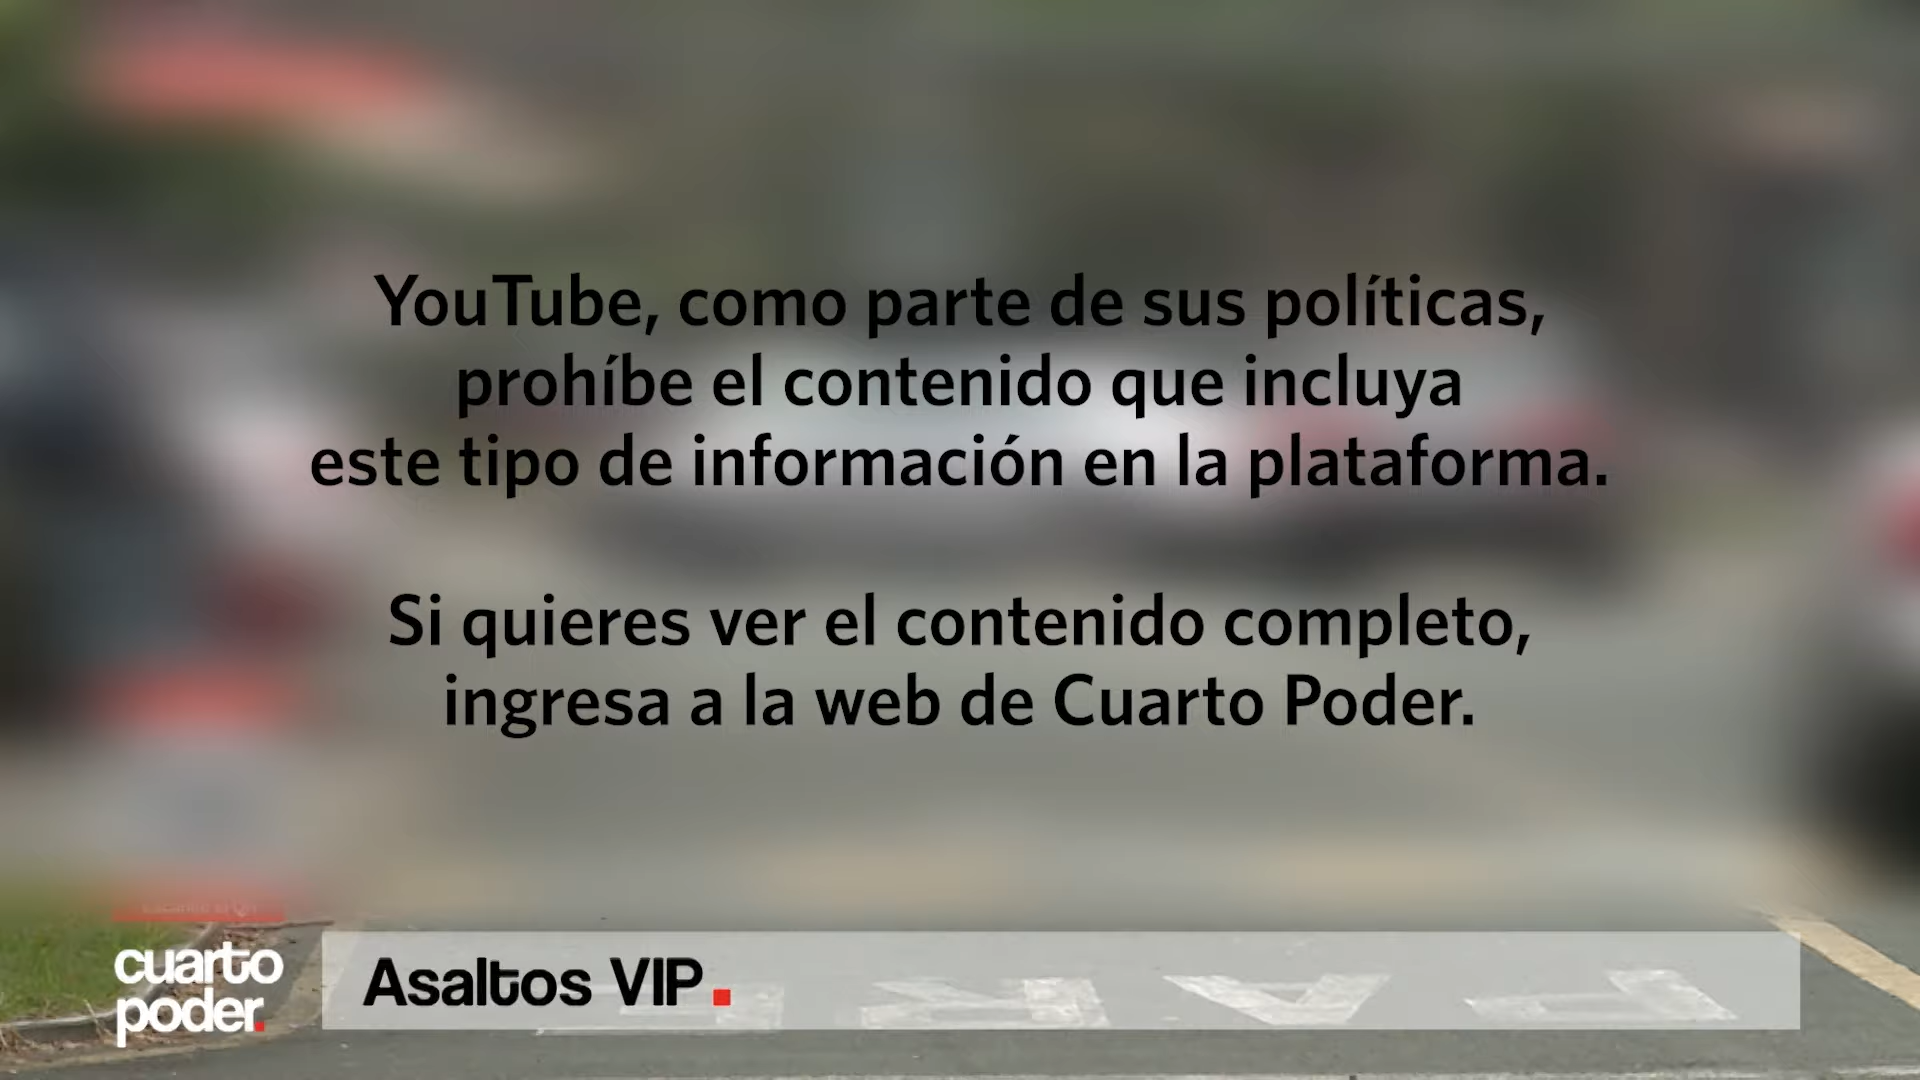 YouTube, como parte de sus políticas,
prohíbe el contenido que incluya
este tipo de información en la plataforma.
Si quieres ver el contenido completo,
ingresa a la web de Cuarto Poder.
cuarto
poder.
Asaltos VIP.
PARE